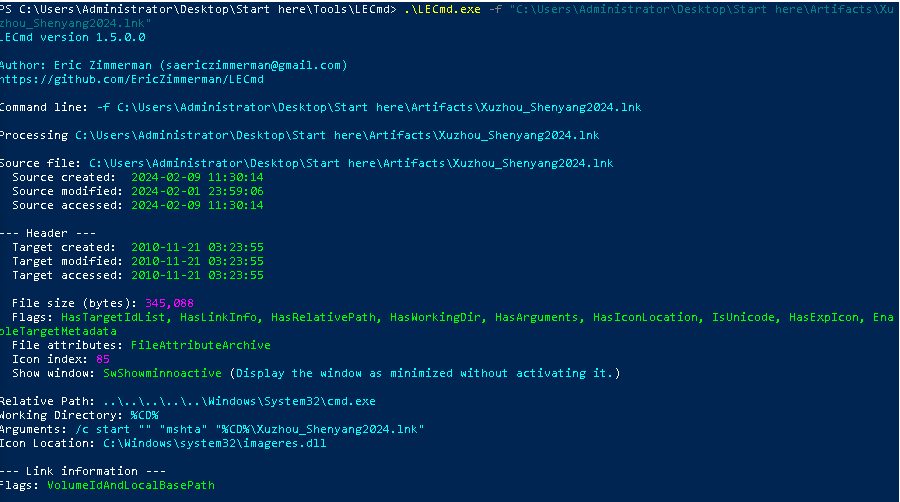 PS C:\Users\Administrator\Desktop\Start here\Tools\LECmd> .\LECmd.exe -f "C:\Users\Administrator\Desktop\Start here\Artifacts\Xu
zhou_Shenyang2024.lnk"
LECmd version 1.5.0.0
Author: Eric Zimmerman (saericzimmerman@gmail.com)
https://github.com/EricZimmerman/LECmd
Command line: -f C:\Users\Administrator\Desktop\Start here\Artifacts\Xuzhou_Shenyang2024.lnk
Processing C:\Users\Administrator\Desktop\Start here\Artifacts\Xuzhou_Shenyang2024.lnk
Source file: C:\Users\Administrator\Desktop\Start here\Artifacts\Xuzhou_Shenyang2024.lnk
Source created: 2024-02-09 11:30:14
Source modified: 2024-02-01 23:59:06
Source accessed: 2024-02-09 11:30:14
--- Header ---
Target created: 2010-11-21 03:23:55
Target modified: 2010-11-21 03:23:55
Target accessed: 2010-11-21 03:23:55
File size (bytes): 345,088
Flags: HasTargetIdList, HasLinkInfo, HasRelativePath, HasWorkingDir, HasArguments, HasIconLocation, IsUnicode, HasExpIcon, Ena
bleTargetMetadata
File attributes: FileAttributeArchive
Icon index: 85
Show window: SwShowminnoactive (Display the window as minimized without activating it.)
Relative Path: ..\..\..\..\..\Windows\System32\cmd.exe
Working Directory: %CD%
Arguments: /c start "" "mshta" "%CD%\Xuzhou_Shenyang2024.lnk"
Icon Location: C:\Windows\system32\imageres.dll
--- Link information ---
Flags: VolumeIdAndLocalBasePath